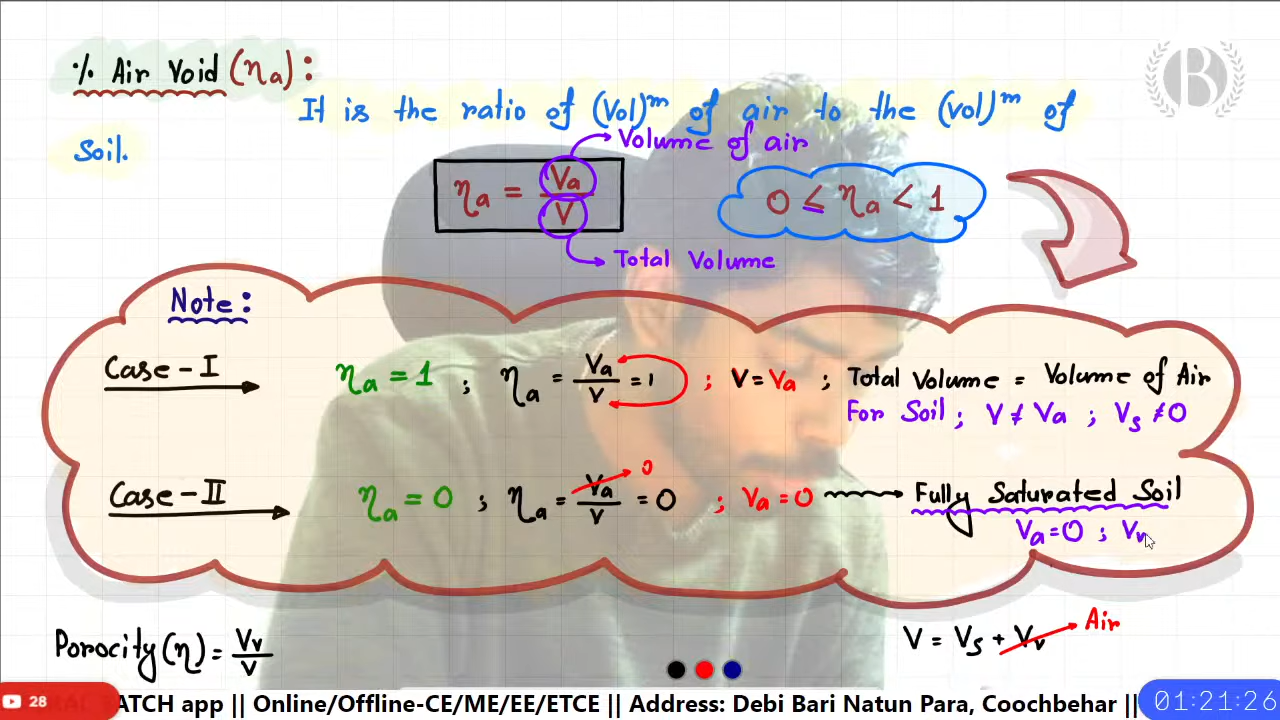 % Air Void (ηa):
It is the ratio of (Vol)ᵐ of air to the (vol)ᵐ of
Soil.
Volume of air
ηa = Va/V
0 ≤ ηa < 1
Total Volume
Note:
Case - I ηa = 1 ; ηa = Va/V = 1 ; V = Va ; Total Volume = Volume of Air
For Soil ; V ≠ Va ; Vs ≠ 0
Case - II ηa = 0 ; ηa = Va/V = 0 ; Va = 0 Fully Saturated Soil
0
Va = 0 ; Vv
Porocity (η) = Vv/V
V = Vs + Vv Air
28
BATCH app || Online/Offline-CE/ME/EE/ETCE || Address: Debi Bari Natun Para, Coochbehar ||
01:21:26
B